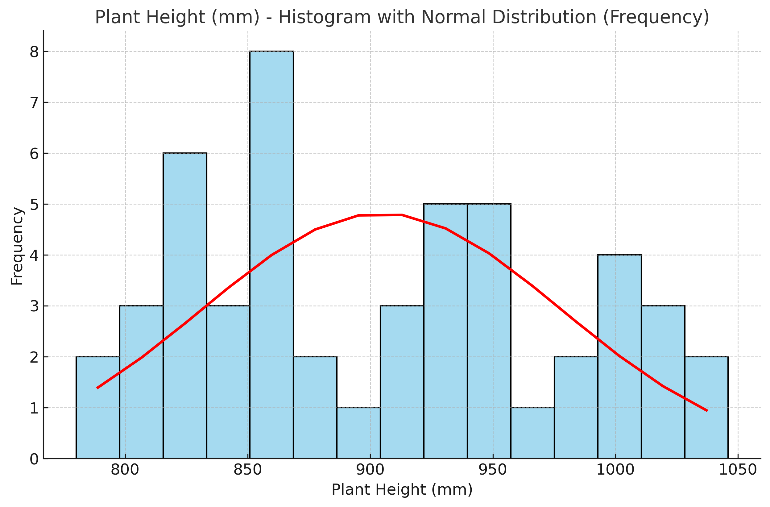 Plant Height (mm) - Histogram with Normal Distribution (Frequency)
8
7
6
5
4
3
2
1
0
Frequency
800 850 900 950 1000 1050
Plant Height (mm)